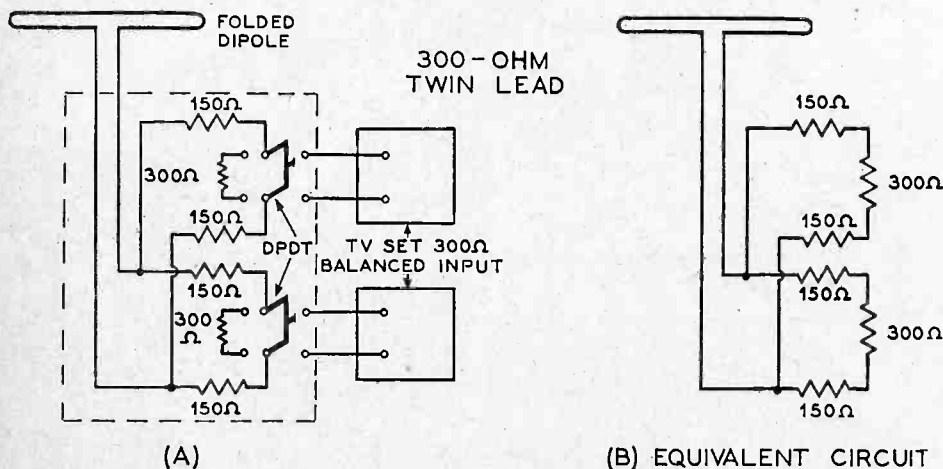 FOLDED
DIPOLE
300-OHM
TWIN LEAD
150Ω
300Ω
150Ω
DPDT
150Ω
300
Ω
150Ω
TV SET 300Ω
BALANCED INPUT
(A)
150Ω
300Ω
150Ω
150Ω
300Ω
150Ω
(B) EQUIVALENT CIRCUIT